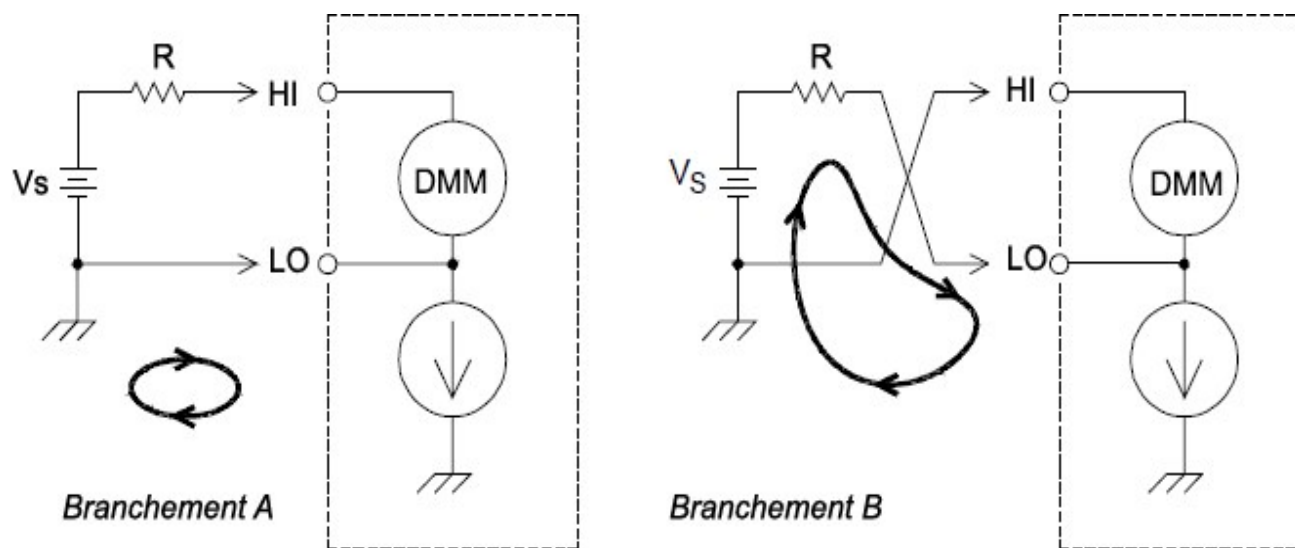 R
HI
Vs
DMM
LO
Branchement A
R
HI
VS
DMM
LO
Branchement B